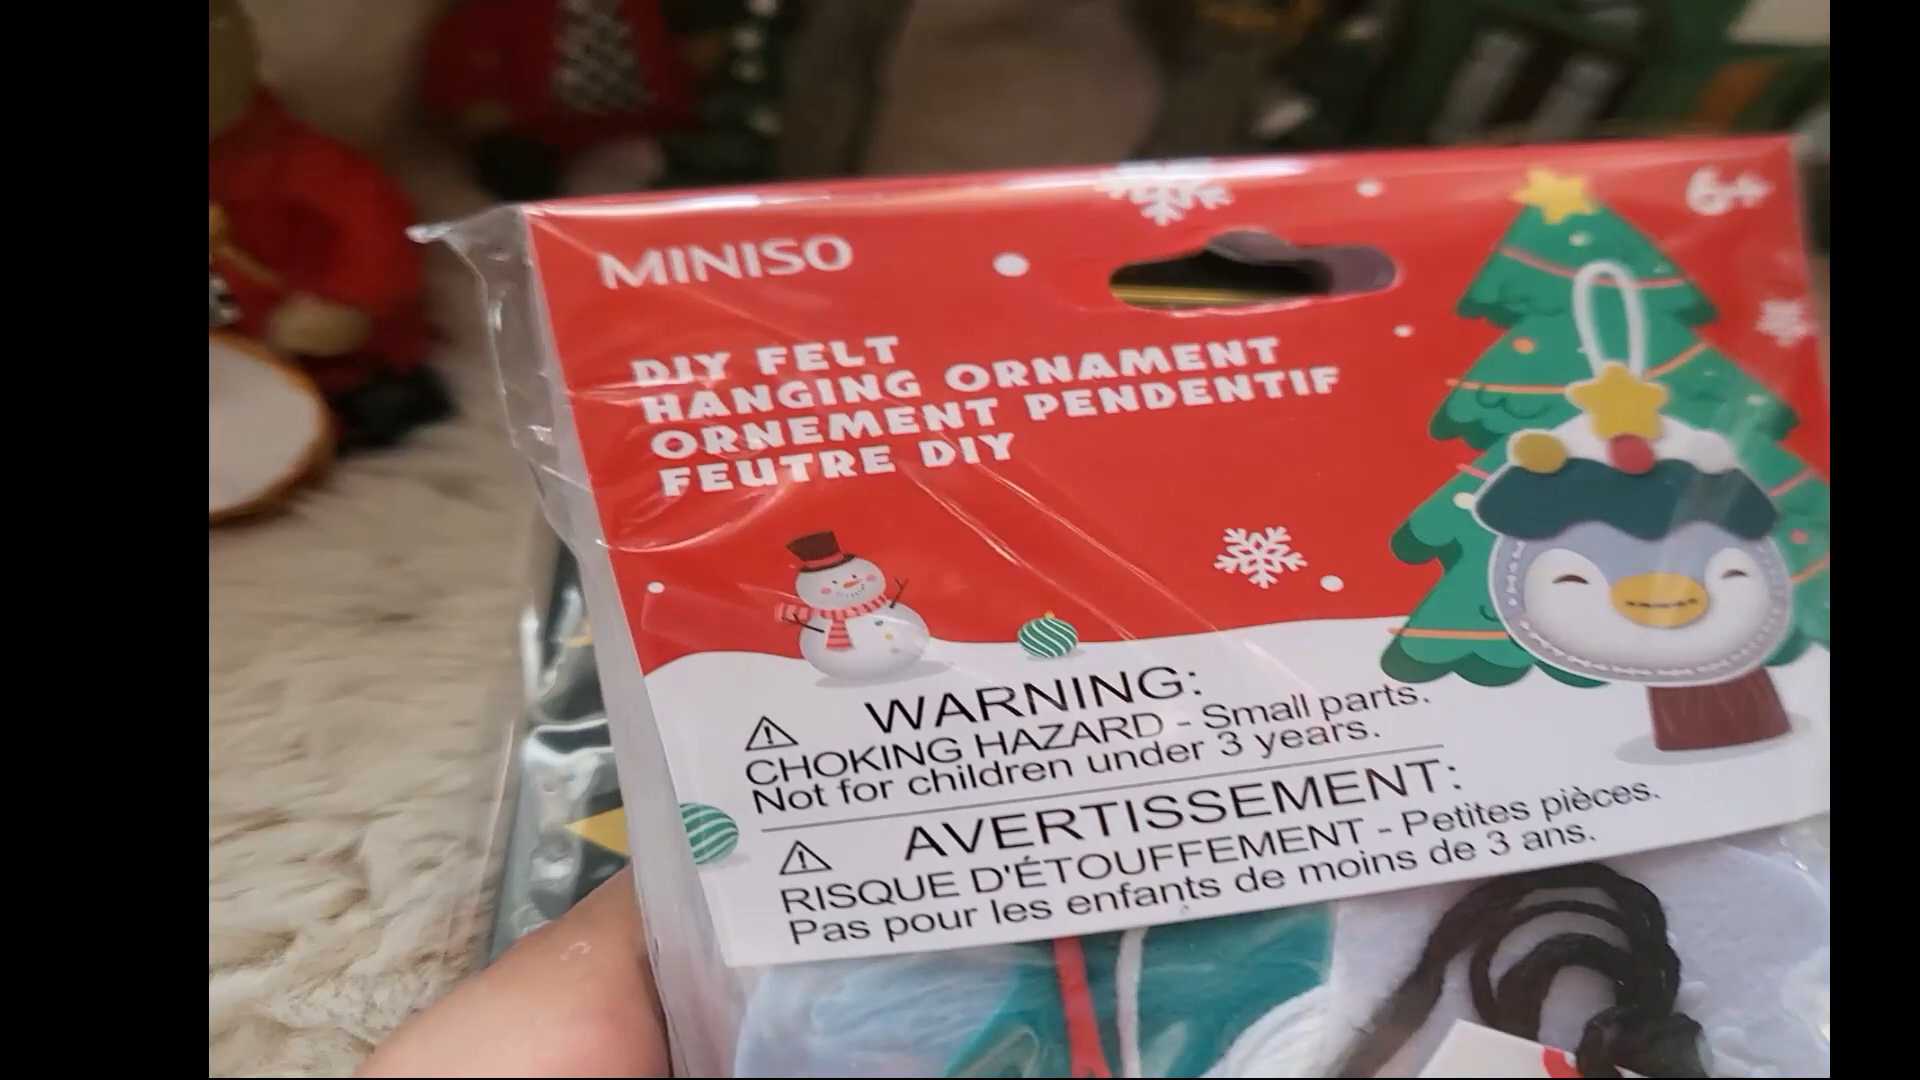 MINISO
6+
DIY FELT
HANGING ORNAMENT
ORNEMENT PENDENTIF
FEUTRE DIY
WARNING:
CHOKING HAZARD - Small parts.
Not for children under 3 years.
AVERTISSEMENT:
RISQUE D'ÉTOUFFEMENT - Petites pièces.
Pas pour les enfants de moins de 3 ans.